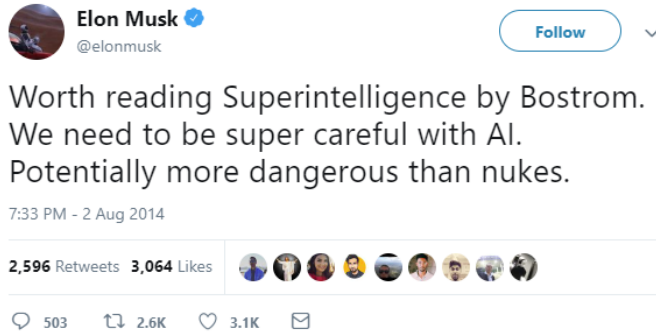 Elon Musk
@elonmusk
Follow
Worth reading Superintelligence by Bostrom.
We need to be super careful with AI.
Potentially more dangerous than nukes.
7:33 PM - 2 Aug 2014
2,596 Retweets 3,064 Likes
503 2.6K 3.1K